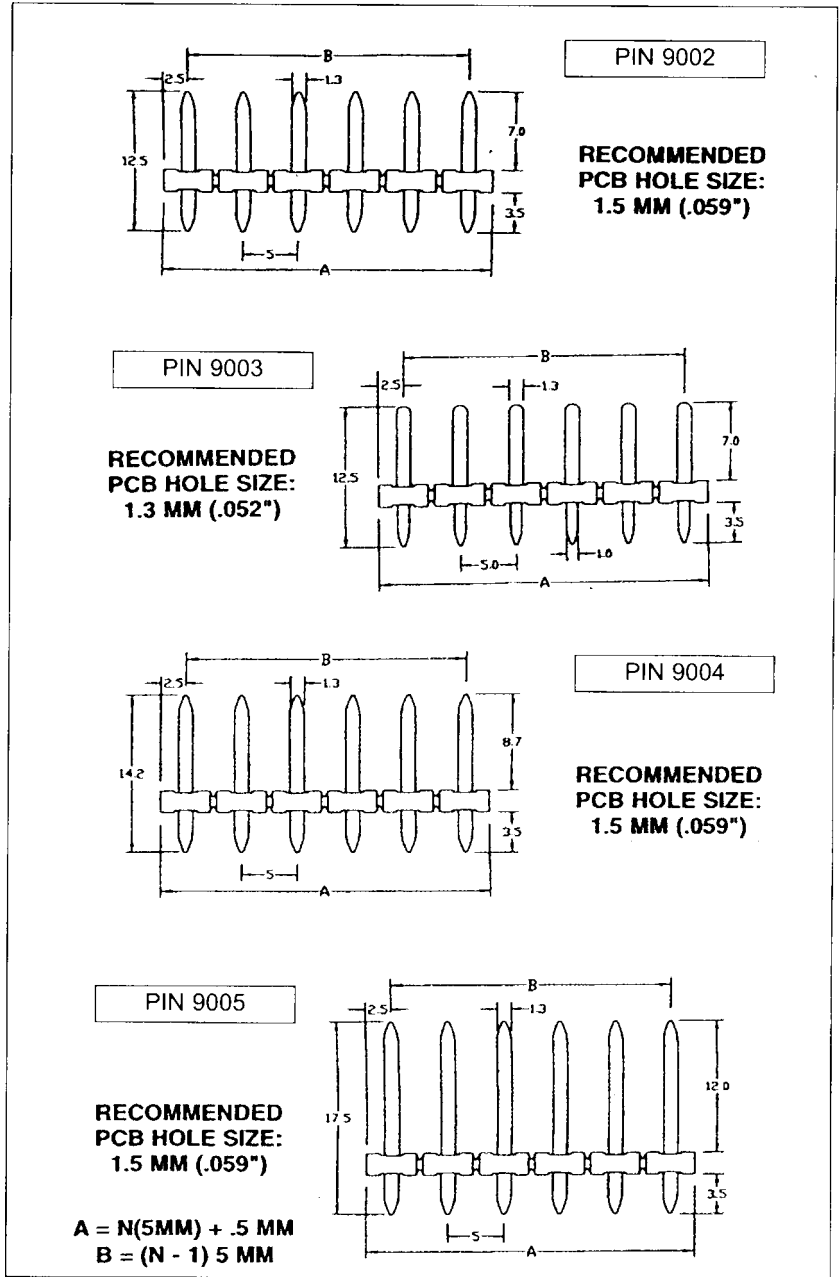 B
PIN 9002
2.5
1.3
12.5
7.0
RECOMMENDED
PCB HOLE SIZE:
1.5 MM (.059")
3.5
5
A
PIN 9003
B
2.5
1.3
RECOMMENDED
PCB HOLE SIZE:
1.3 MM (.052")
12.5
7.0
3.5
5.0
A
B
PIN 9004
2.5
1.3
14.2
8.7
RECOMMENDED
PCB HOLE SIZE:
1.5 MM (.059")
3.5
5
A
PIN 9005
B
2.5
1.3
17.5
12.0
RECOMMENDED
PCB HOLE SIZE:
1.5 MM (.059")
3.5
5
A
A = N(5MM) + .5 MM
B = (N - 1) 5 MM